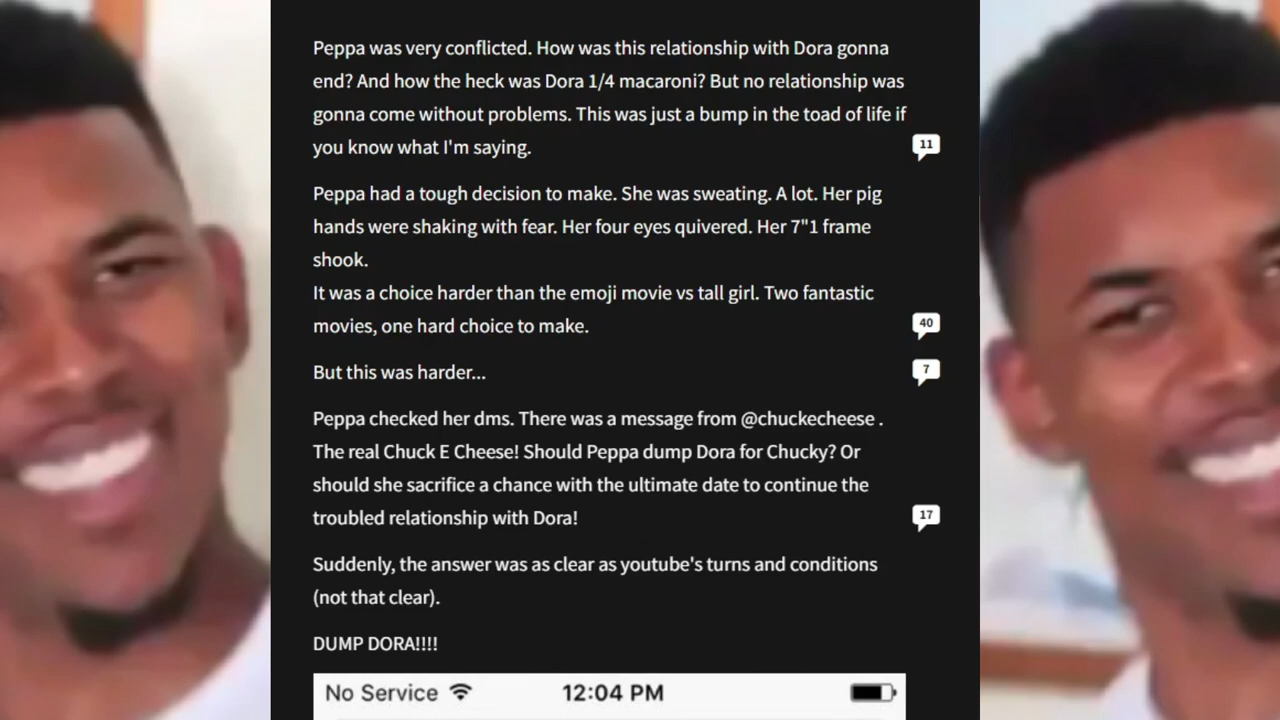 Peppa was very conflicted. How was this relationship with Dora gonna
end? And how the heck was Dora 1/4 macaroni? But no relationship was
gonna come without problems. This was just a bump in the toad of life if
you know what I'm saying.
11
Peppa had a tough decision to make. She was sweating. A lot. Her pig
hands were shaking with fear. Her four eyes quivered. Her 7"1 frame
shook.
It was a choice harder than the emoji movie vs tall girl. Two fantastic
movies, one hard choice to make.
40
But this was harder...
7
Peppa checked her dms. There was a message from @chuckecheese .
The real Chuck E Cheese! Should Peppa dump Dora for Chucky? Or
should she sacrifice a chance with the ultimate date to continue the
troubled relationship with Dora!
17
Suddenly, the answer was as clear as youtube's turns and conditions
(not that clear).
DUMP DORA!!!!
No Service 12:04 PM